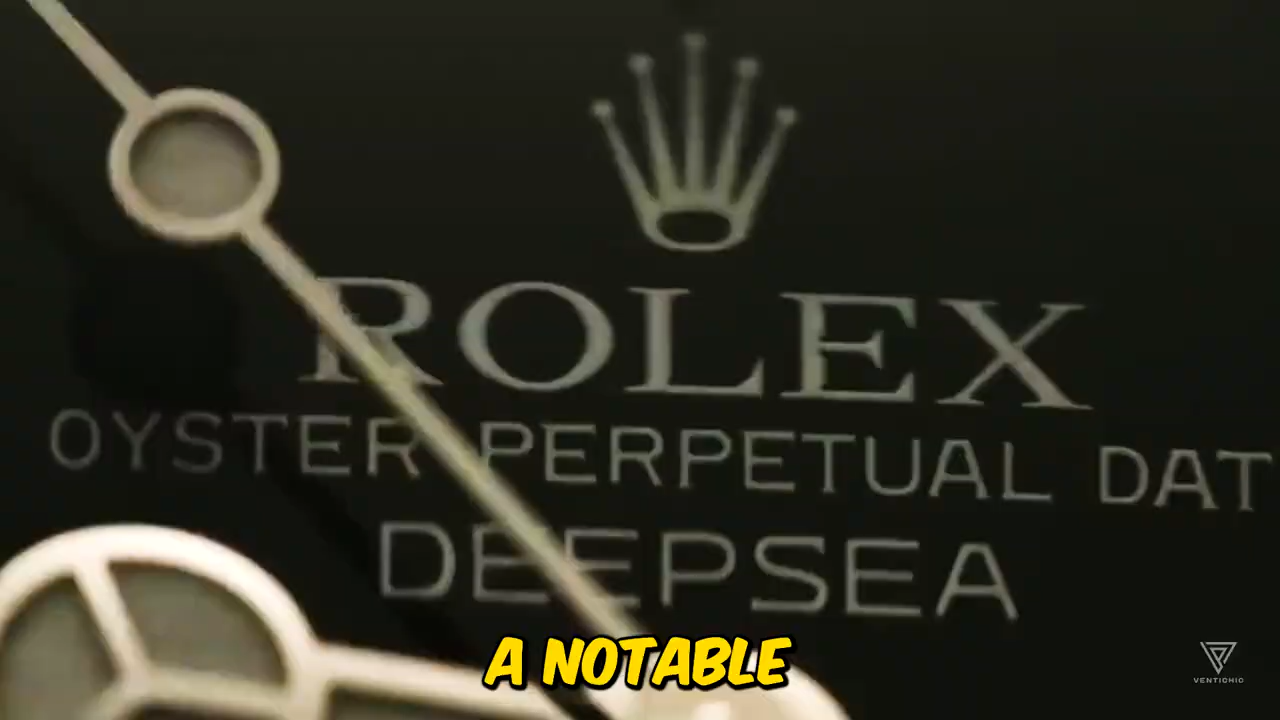 ROLEX
OYSTER PERPETUAL DAT
DEEPSEA
A NOTABLE
VENTICHIC